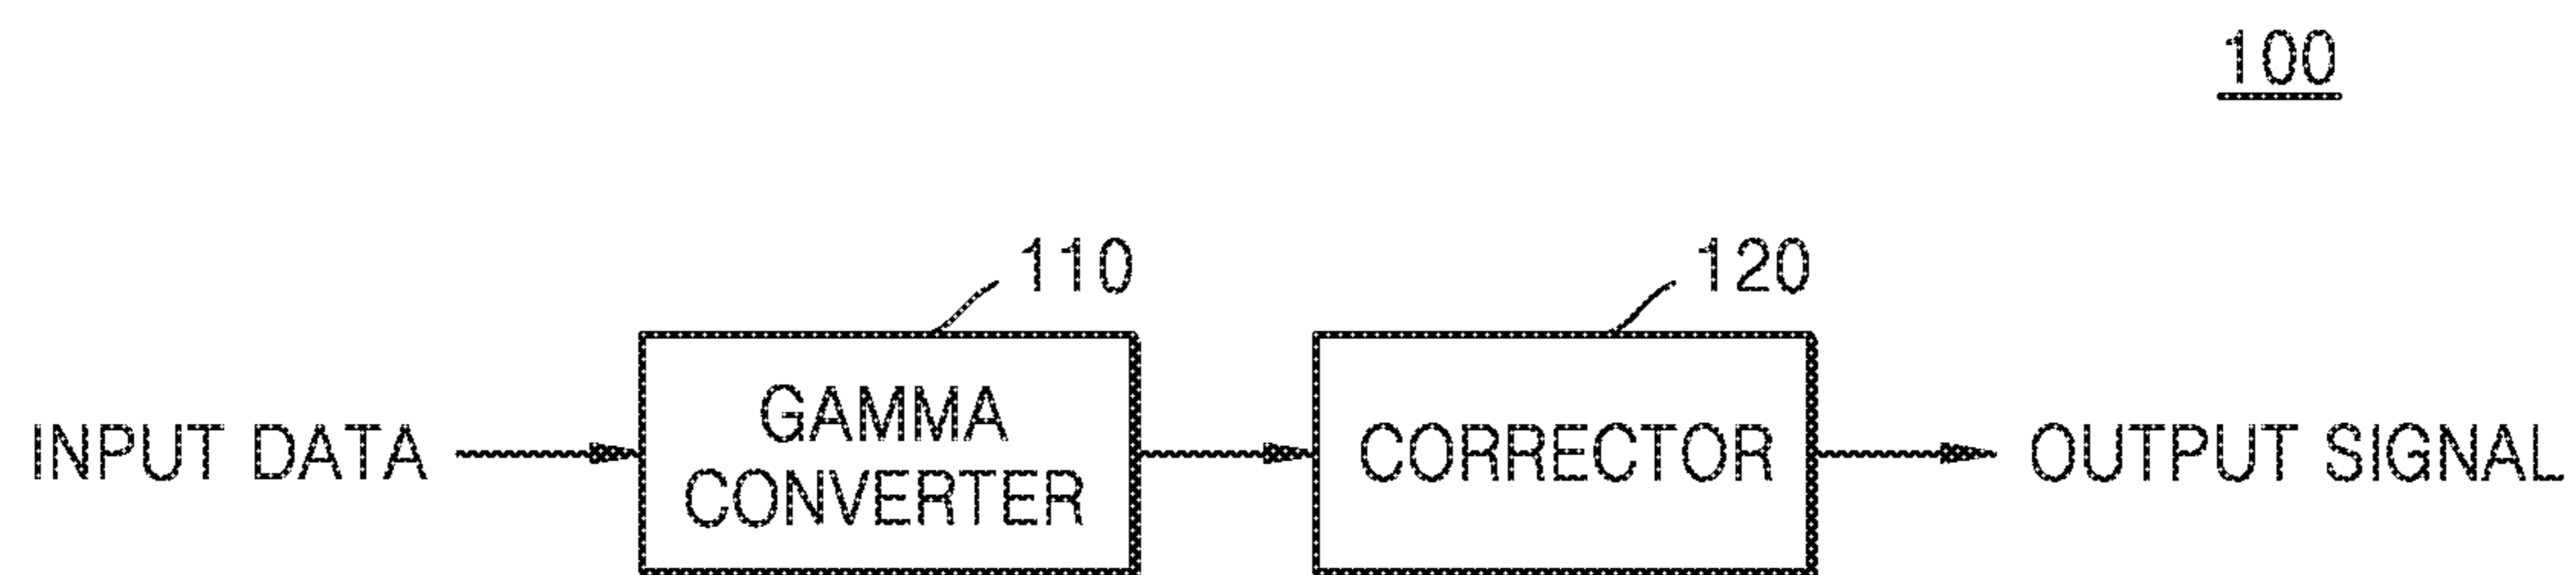 100
110
120
INPUT DATA
GAMMA
CONVERTER
CORRECTOR
OUTPUT SIGNAL